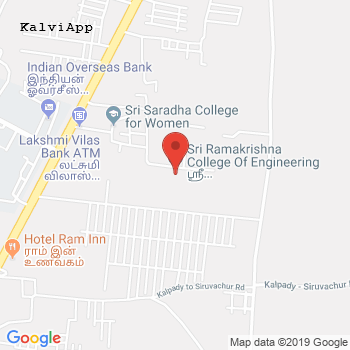 KalviApp
Indian Overseas Bank
இந்தியன்
ஓவர்சீஸ்...
Sri Saradha College
for Women
Lakshmi Vilas
Bank ATM
லட்சுமி
விலாஸ்...
Sri Ramakrishna
College Of Engineering
ஸ்ரீ...
Hotel Ram Inn
ராம் இன்
உணவகம்
Kalpady to Siruvachur Rd
Kalpady - Siruvachur
Google
Map data ©2019 Google